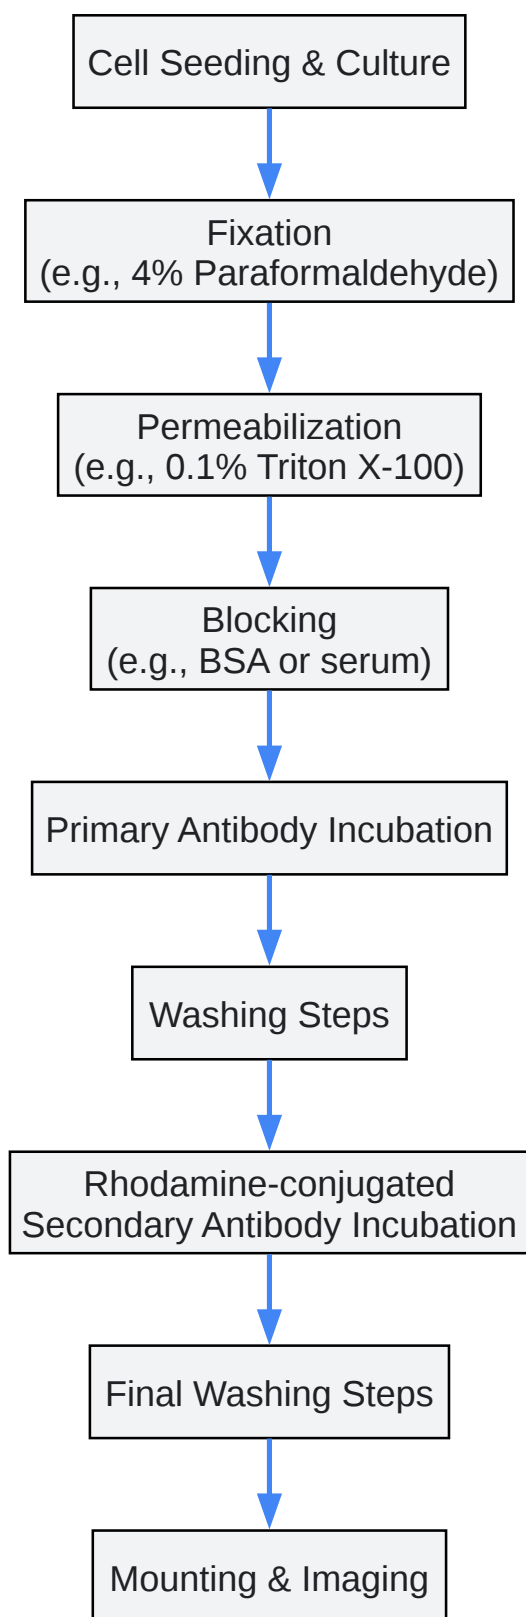 Cell Seeding & Culture
Fixation
(e.g., 4% Paraformaldehyde)
Permeabilization
(e.g., 0.1% Triton X-100)
Blocking
(e.g., BSA or serum)
Primary Antibody Incubation
Washing Steps
Rhodamine-conjugated
Secondary Antibody Incubation
Final Washing Steps
Mounting & Imaging